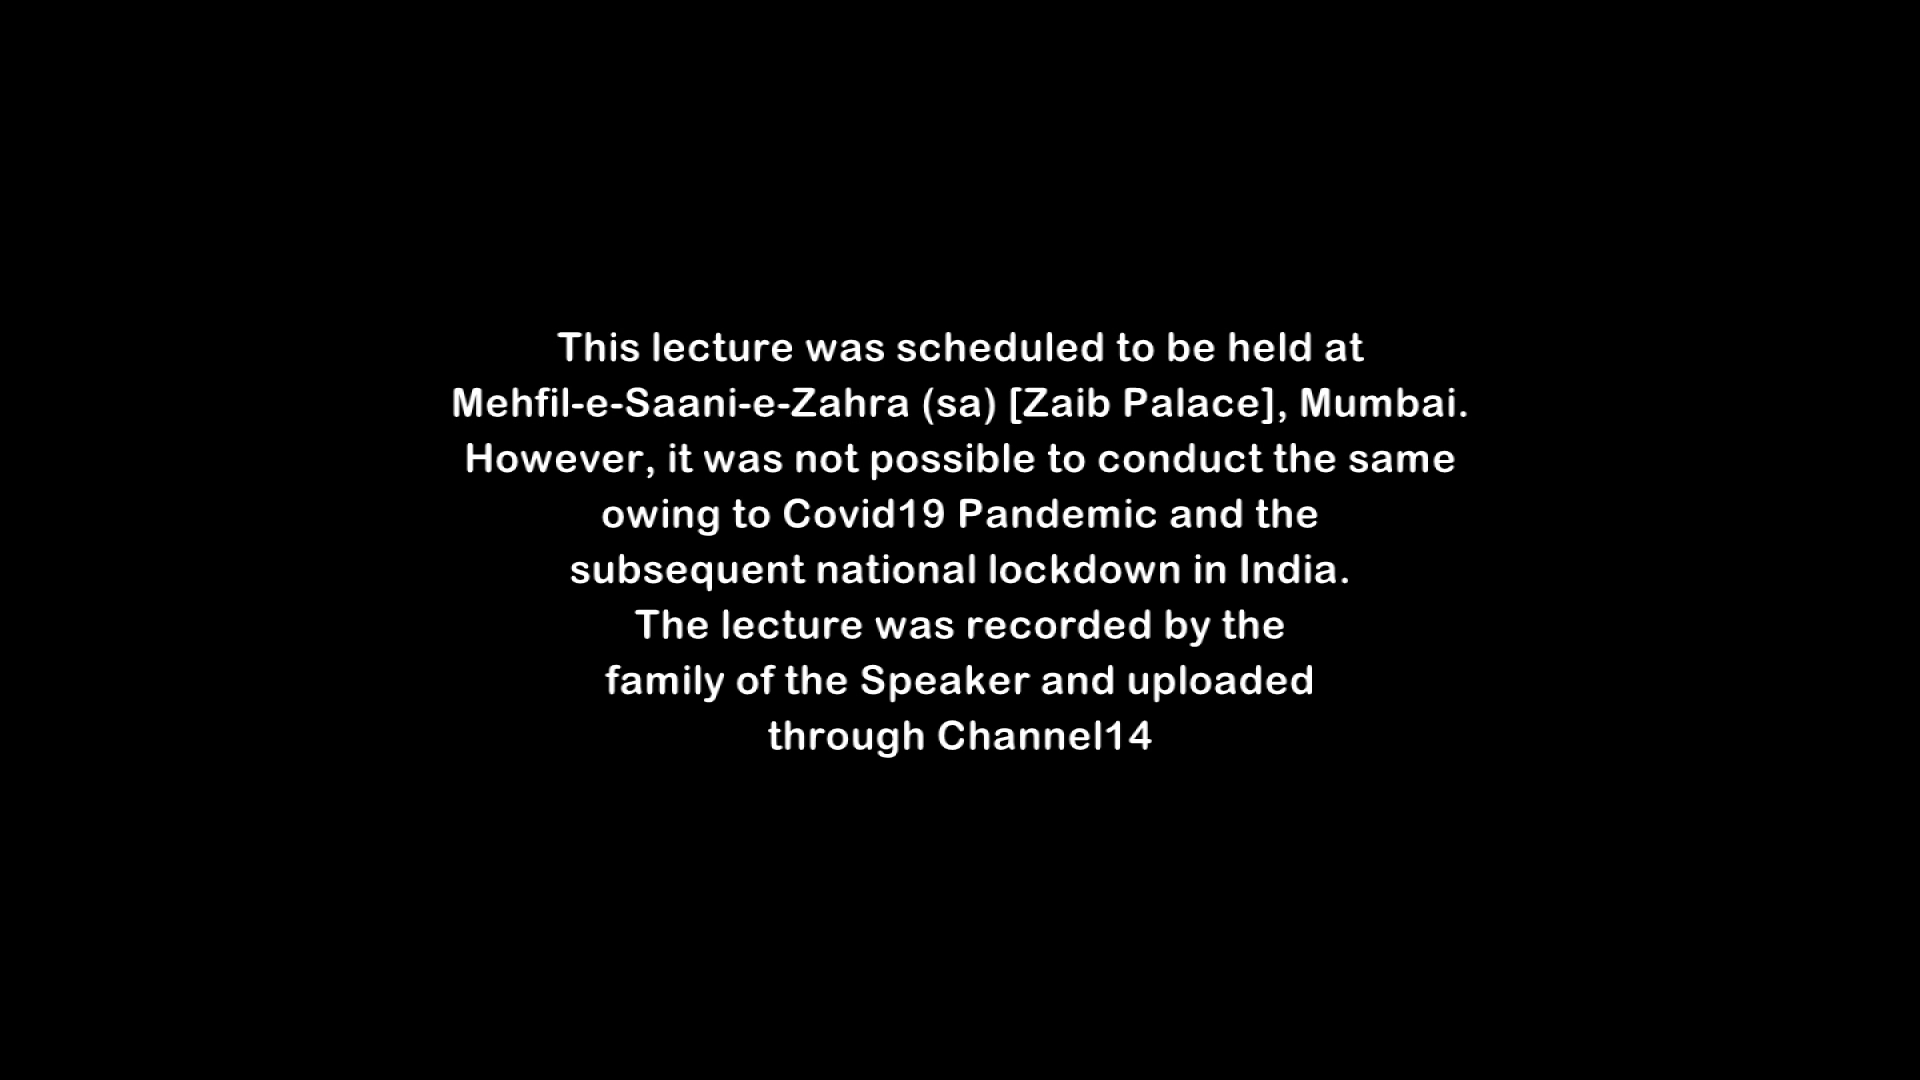 This lecture was scheduled to be held at
Mehfil-e-Saani-e-Zahra (sa) [Zaib Palace], Mumbai.
However, it was not possible to conduct the same
owing to Covid19 Pandemic and the
subsequent national lockdown in India.
The lecture was recorded by the
family of the Speaker and uploaded
through Channel14